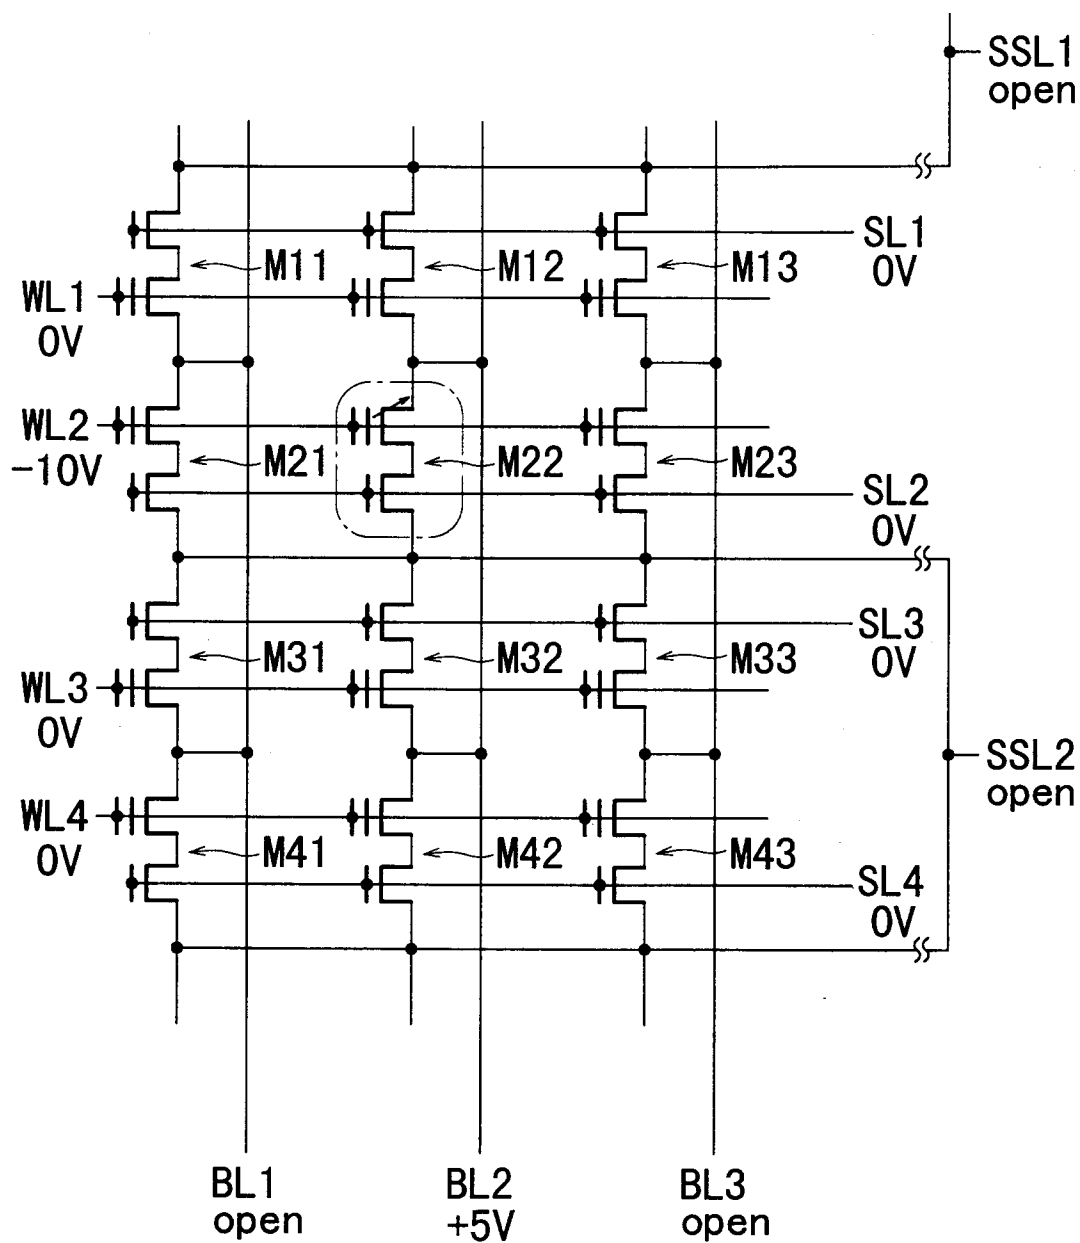 SSL1
open
SL1
0V
M11
M12
M13
WL1
0V
WL2
-10V
M21
M22
M23
SL2
0V
SL3
0V
M31
M32
M33
WL3
0V
SSL2
open
WL4
0V
M41
M42
M43
SL4
0V
BL1
open
BL2
+5V
BL3
open